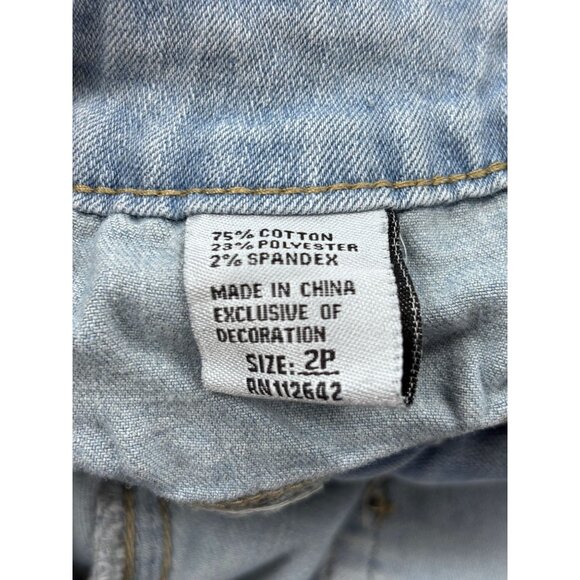 75% COTTON
23% POLYESTER
2% SPANDEX
MADE IN CHINA
EXCLUSIVE OF
DECORATION
SIZE: 2P
RN112642